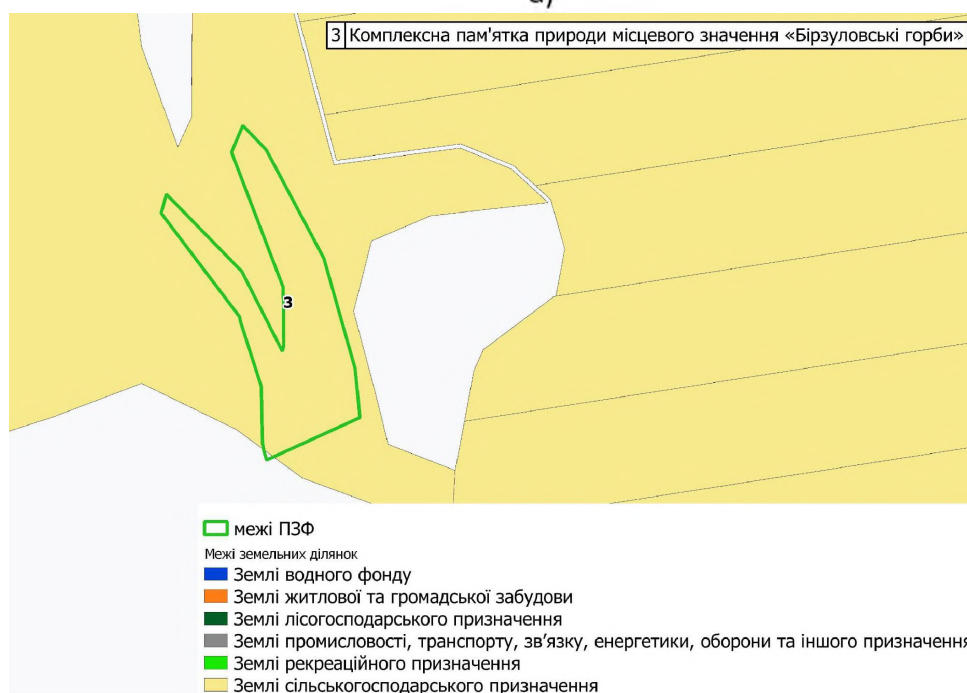 а)
3 Комплексна пам'ятка природи місцевого значення «Бірзуловські горби»
3
межі ПЗФ
Межі земельних ділянок
Землі водного фонду
Землі житлової та громадської забудови
Землі лісогосподарського призначення
Землі промисловості, транспорту, зв’язку, енергетики, оборони та іншого призначення
Землі рекреаційного призначення
Землі сільськогосподарського призначення